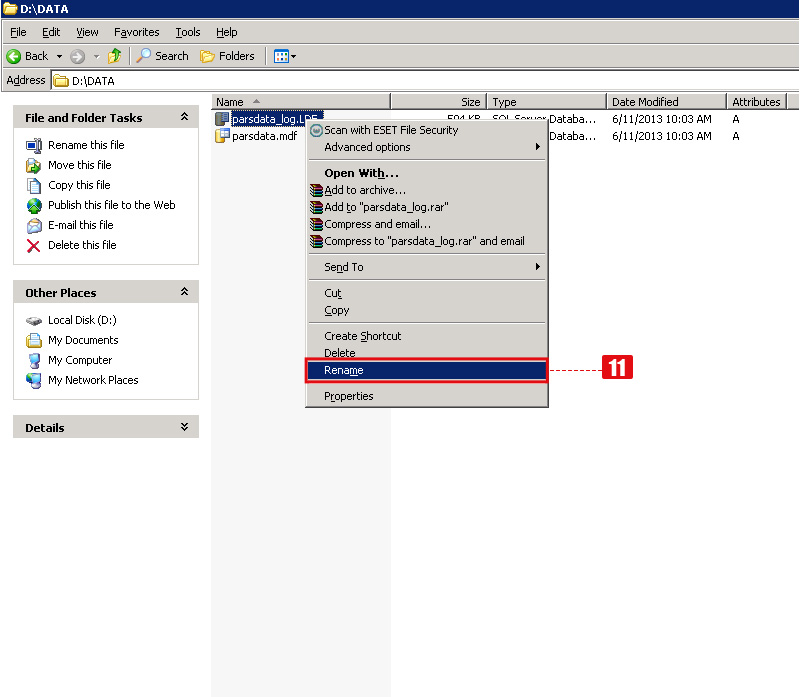 D:\DATA
File Edit View Favorites Tools Help
Back Search Folders
Address D:\DATA
Name Size Type Date Modified Attributes
parsdata_log.LDF 504 KB SQL Server Databa... 6/11/2013 10:03 AM A
parsdata.mdf Databa... 6/11/2013 10:03 AM A
File and Folder Tasks
Rename this file
Move this file
Copy this file
Publish this file to the Web
E-mail this file
Delete this file
Other Places
Local Disk (D:)
My Documents
My Computer
My Network Places
Details
Scan with ESET File Security
Advanced options
Open With...
Add to archive...
Add to "parsdata_log.rar"
Compress and email...
Compress to "parsdata_log.rar" and email
Send To
Cut
Copy
Create Shortcut
Delete
Rename
11
Properties